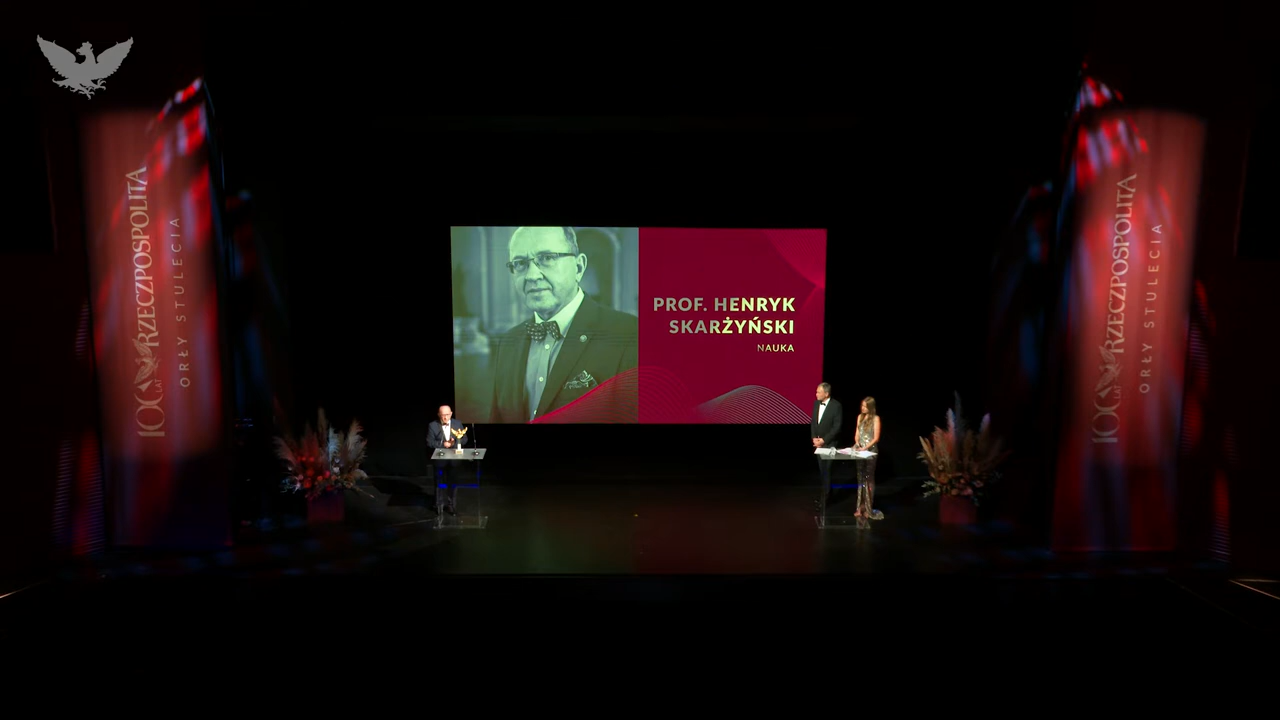 100 LAT RZECZPOSPOLITA
ORŁY STULECIA
PROF. HENRYK
SKARŻYŃSKI
NAUKA
100 LAT RZECZPOSPOLITA
ORŁY STULECIA